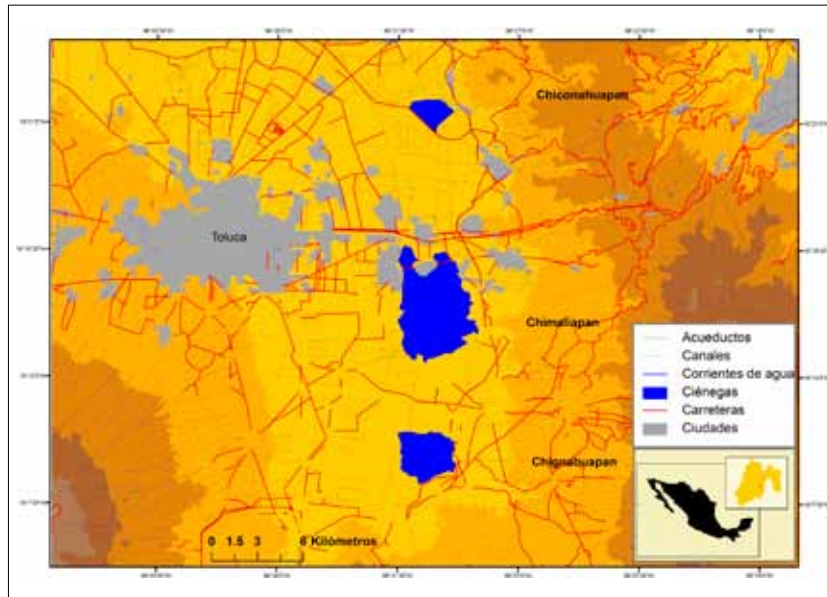 Chiconahuapan
Toluca
Chimaliapan
Acueductos
Canales
Corrientes de agua
Ciénegas
Carreteras
Ciudades
Chignahuapan
0 1.5 3 6 Kilómetros